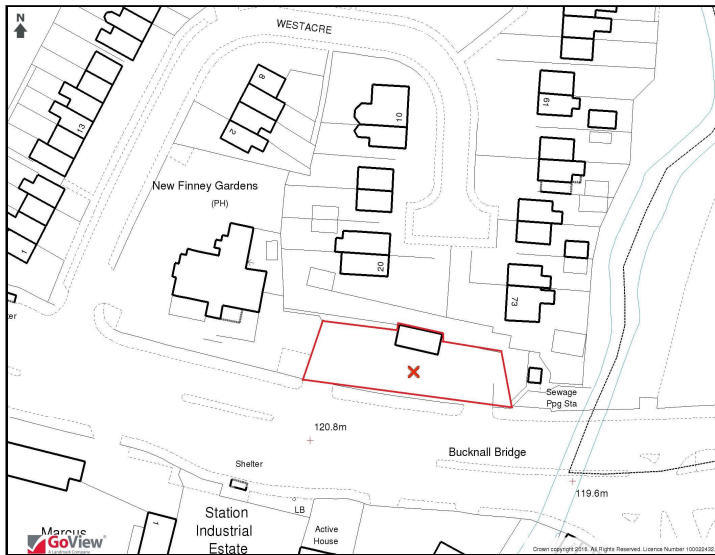 N
WESTACRE
8
2
13
10
61
New Finney Gardens
(PH)
1
20
73
ter
Sewage
Ppg Sta
120.8m
Bucknall Bridge
119.6m
Shelter
LB
Station
Industrial
Estate
Active
House
1
Marcus
GoView
A Landmark Company
Crown copyright 2018. All Rights Reserved. Licence Number 100022432